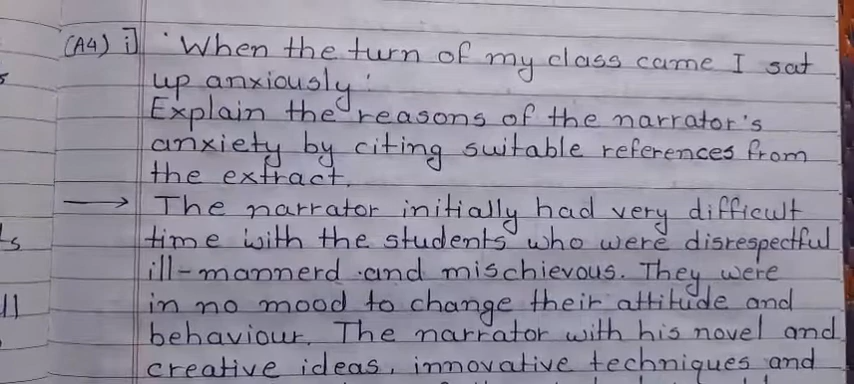 (A4) i] 'When the turn of my class came I sat
up anxiously'.
Explain the reasons of the narrator's
anxiety by citing suitable references from
the extract.
→ The narrator initially had very difficult
time with the students who were disrespectful
ill-mannerd and mischievous. They were
in no mood to change their attitude and
behaviour. The narrator with his novel and
creative ideas, innovative techniques and